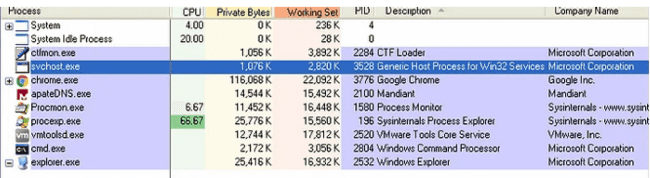 Process CPU Private Bytes Working Set PID Description Company Name
System 4.00 0 K 236 K 4
System Idle Process 20.00 0 K 28 K 0
ctfmon.exe 1,056 K 3,892 K 2284 CTF Loader Microsoft Corporation
svchost.exe 1,076 K 2,820 K 3528 Generic Host Process for Win32 Services Microsoft Corporation
chrome.exe 116,068 K 22,092 K 3776 Google Chrome Google Inc.
apateDNS.exe 14,544 K 15,492 K 2100 Mandiant Mandiant
Procmon.exe 6.67 11,452 K 16,448 K 1580 Process Monitor Sysinternals - www.sysint
procexp.exe 66.67 25,776 K 15,560 K 196 Sysinternals Process Explorer Sysinternals - www.sysint
vmtoolsd.exe 12,744 K 17,812 K 2520 VMware Tools Core Service VMware, Inc.
cmd.exe 2,172 K 3,056 K 2804 Windows Command Processor Microsoft Corporation
explorer.exe 25,416 K 16,932 K 2532 Windows Explorer Microsoft Corporation